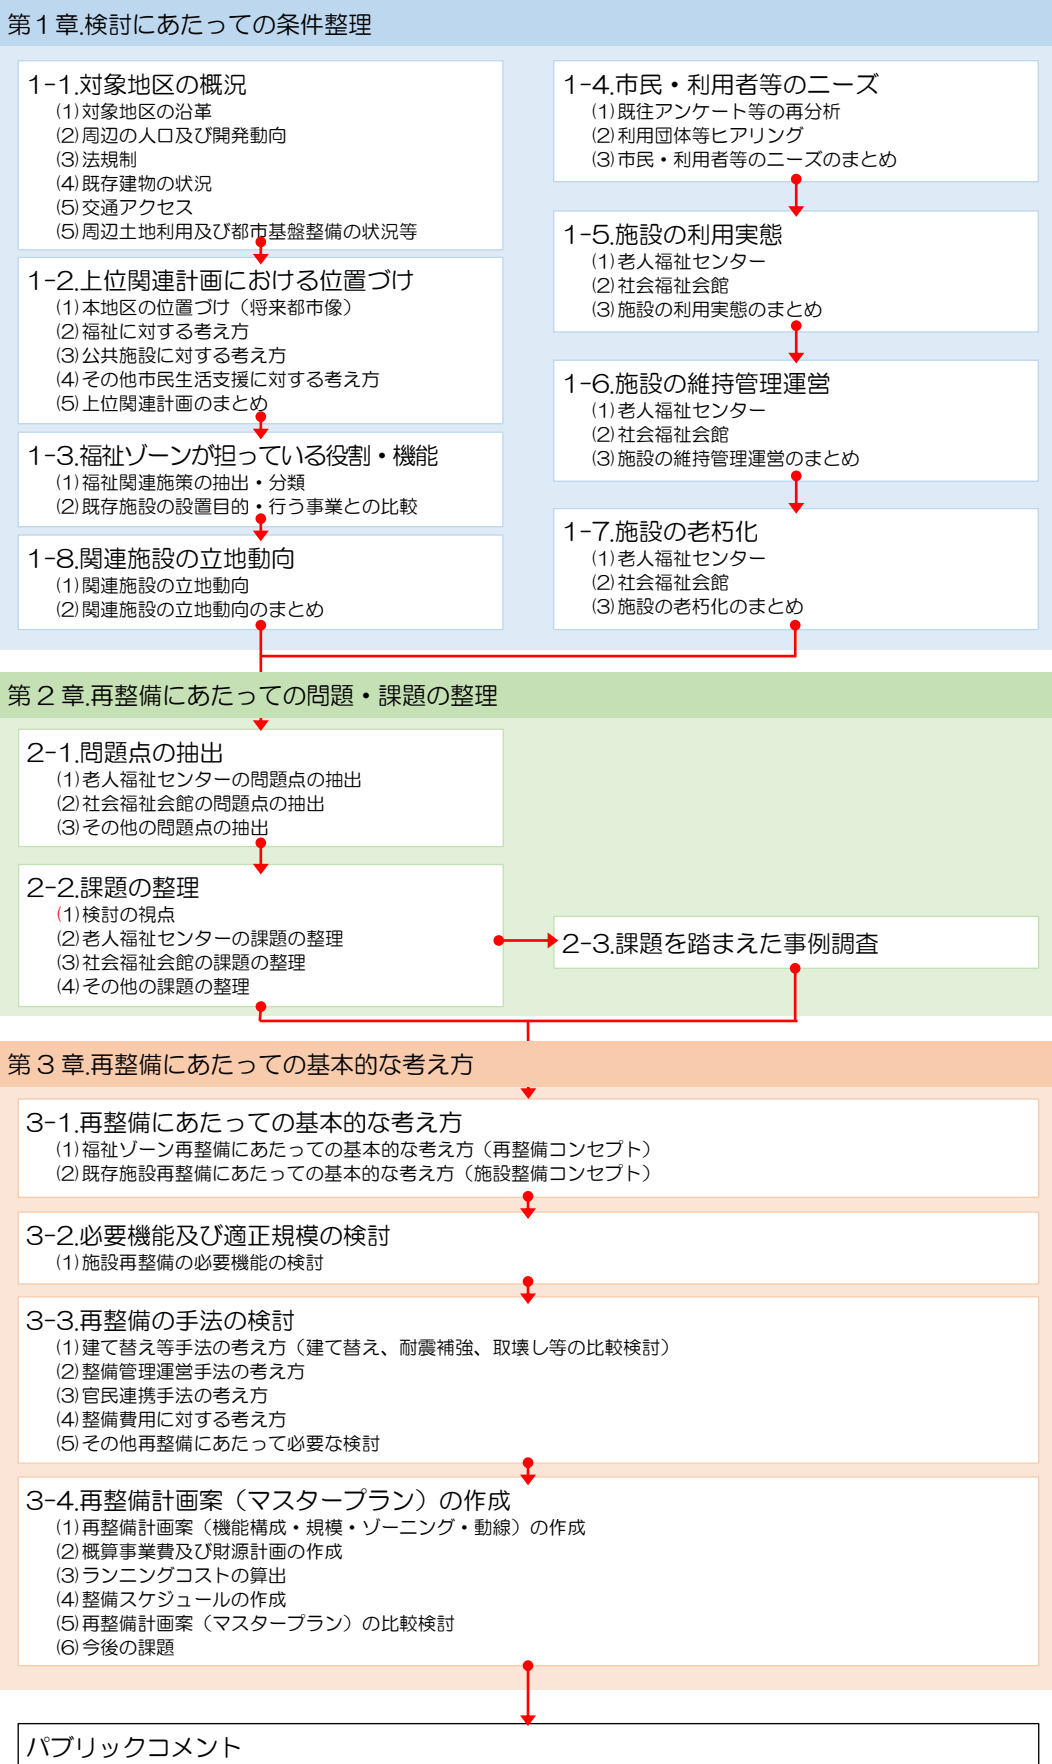 第1章.検討にあたっての条件整理
1-1.対象地区の概況
(1)対象地区の沿革
(2)周辺の人口及び開発動向
(3)法規制
(4)既存建物の状況
(5)交通アクセス
(5)周辺土地利用及び都市基盤整備の状況等
1-2.上位関連計画における位置づけ
(1)本地区の位置づけ（将来都市像）
(2)福祉に対する考え方
(3)公共施設に対する考え方
(4)その他市民生活支援に対する考え方
(5)上位関連計画のまとめ
1-3.福祉ゾーンが担っている役割・機能
(1)福祉関連施策の抽出・分類
(2)既存施設の設置目的・行う事業との比較
1-8.関連施設の立地動向
(1)関連施設の立地動向
(2)関連施設の立地動向のまとめ
1-4.市民・利用者等のニーズ
(1)既往アンケート等の再分析
(2)利用団体等ヒアリング
(3)市民・利用者等のニーズのまとめ
1-5.施設の利用実態
(1)老人福祉センター
(2)社会福祉会館
(3)施設の利用実態のまとめ
1-6.施設の維持管理運営
(1)老人福祉センター
(2)社会福祉会館
(3)施設の維持管理運営のまとめ
1-7.施設の老朽化
(1)老人福祉センター
(2)社会福祉会館
(3)施設の老朽化のまとめ
第2章.再整備にあたっての問題・課題の整理
2-1.問題点の抽出
(1)老人福祉センターの問題点の抽出
(2)社会福祉会館の問題点の抽出
(3)その他の問題点の抽出
2-2.課題の整理
(1)検討の視点
(2)老人福祉センターの課題の整理
(3)社会福祉会館の課題の整理
(4)その他の課題の整理
2-3.課題を踏まえた事例調査
第3章.再整備にあたっての基本的な考え方
3-1.再整備にあたっての基本的な考え方
(1)福祉ゾーン再整備にあたっての基本的な考え方（再整備コンセプト）
(2)既存施設再整備にあたっての基本的な考え方（施設整備コンセプト）
3-2.必要機能及び適正規模の検討
(1)施設再整備の必要機能の検討
3-3.再整備の手法の検討
(1)建て替え等手法の考え方（建て替え、耐震補強、取壊し等の比較検討）
(2)整備管理運営手法の考え方
(3)官民連携手法の考え方
(4)整備費用に対する考え方
(5)その他再整備にあたって必要な検討
3-4.再整備計画案（マスタープラン）の作成
(1)再整備計画案（機能構成・規模・ゾーニング・動線）の作成
(2)概算事業費及び財源計画の作成
(3)ランニングコストの算出
(4)整備スケジュールの作成
(5)再整備計画案（マスタープラン）の比較検討
(6)今後の課題
パブリックコメント